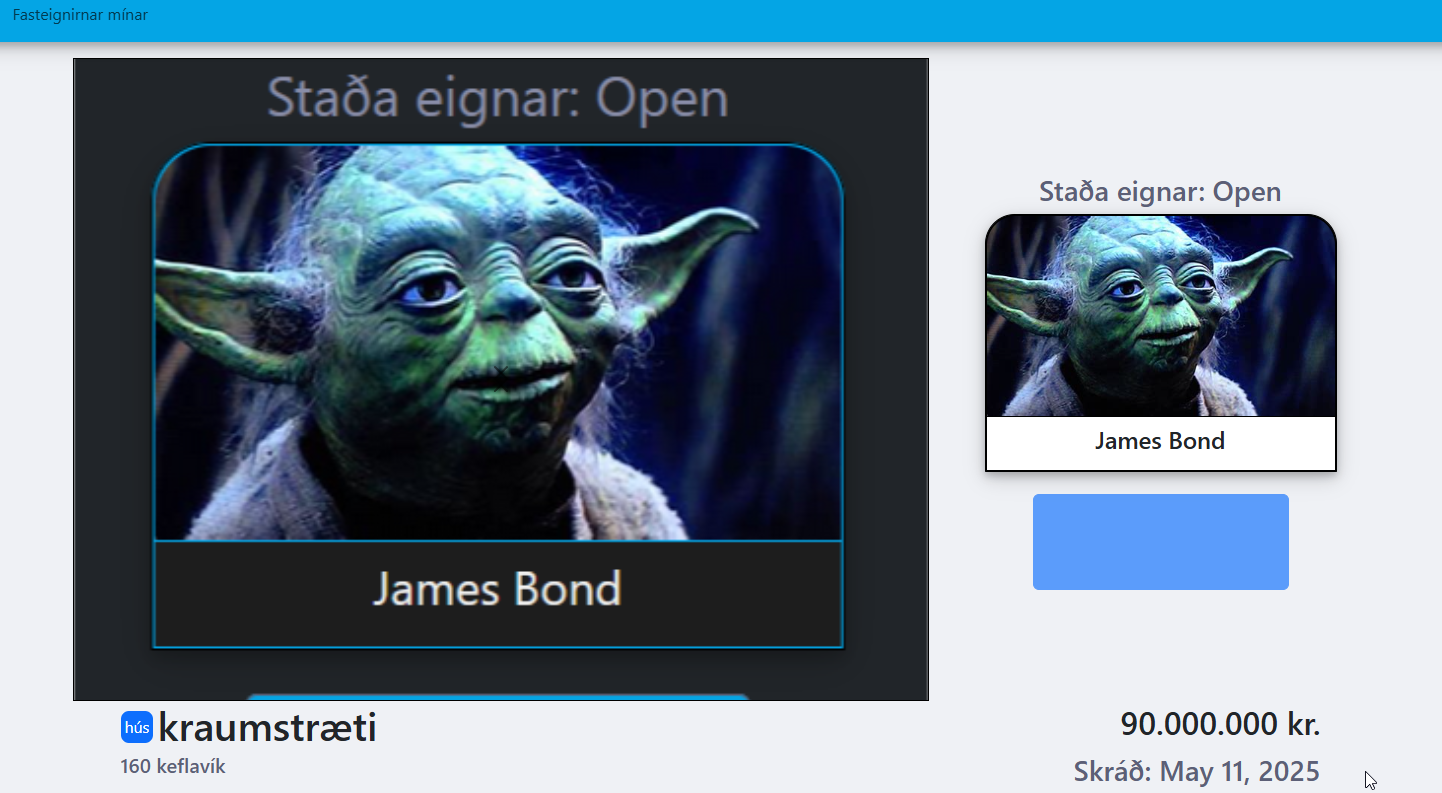 Fasteignirnar mínar
Staða eignar: Open
James Bond
Staða eignar: Open
James Bond
hús kraumstræti
160 keflavík
90.000.000 kr.
Skráð: May 11, 2025